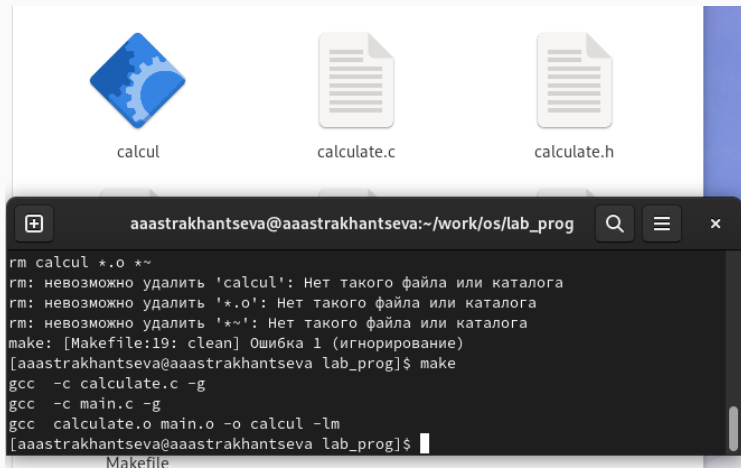 calcul
calculate.c
calculate.h
aaastrakhantseva@aaastrakhantseva:~/work/os/lab_prog
rm calcul *.o *~
rm: невозможно удалить 'calcul': Нет такого файла или каталога
rm: невозможно удалить '*.o': Нет такого файла или каталога
rm: невозможно удалить '*~': Нет такого файла или каталога
make: [Makefile:19: clean] Ошибка 1 (игнорирование)
[aaastrakhantseva@aaastrakhantseva lab_prog]$ make
gcc  -c calculate.c -g
gcc  -c main.c -g
gcc  calculate.o main.o -o calcul -lm
[aaastrakhantseva@aaastrakhantseva lab_prog]$
Makefile